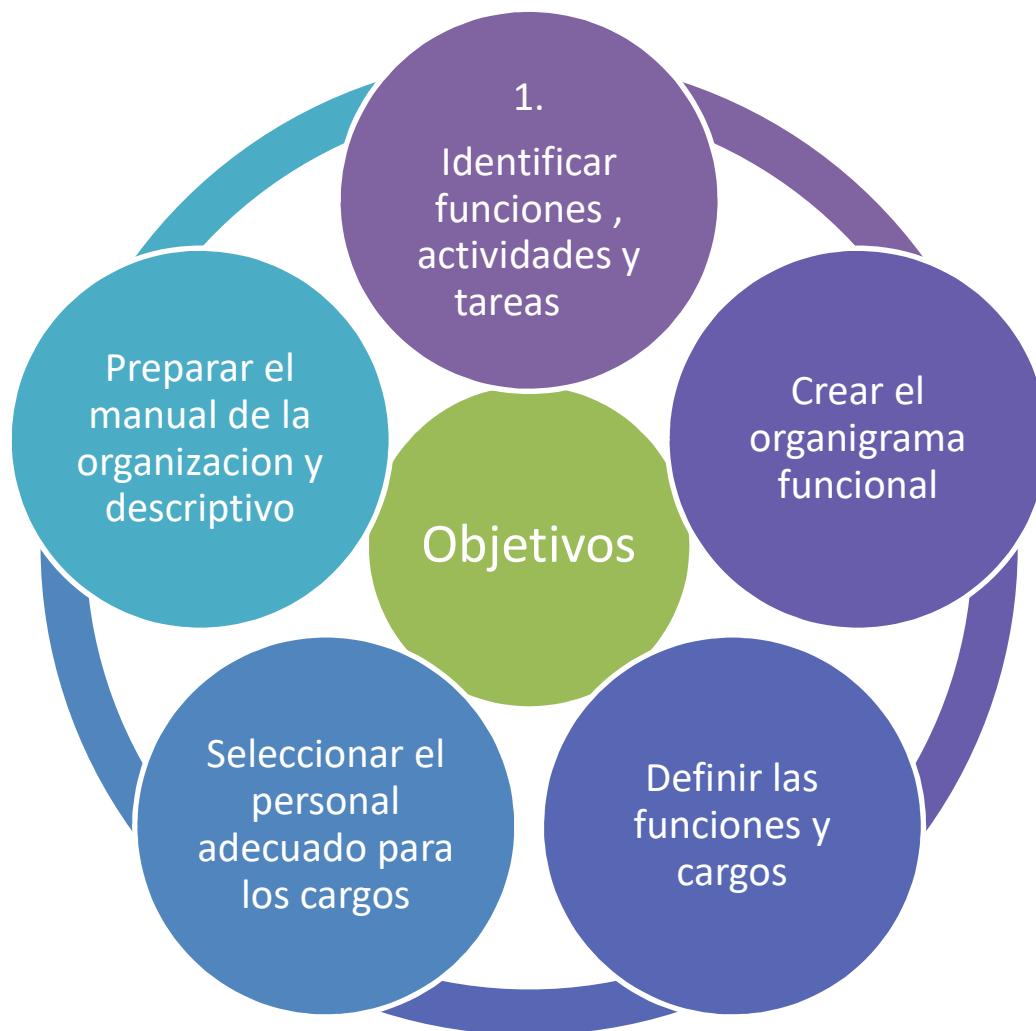 1.
Identificar
funciones ,
actividades y
tareas
Crear el
organigrama
funcional
Definir las
funciones y
cargos
Seleccionar el
personal
adecuado para
los cargos
Preparar el
manual de la
organizacion y
descriptivo
Objetivos